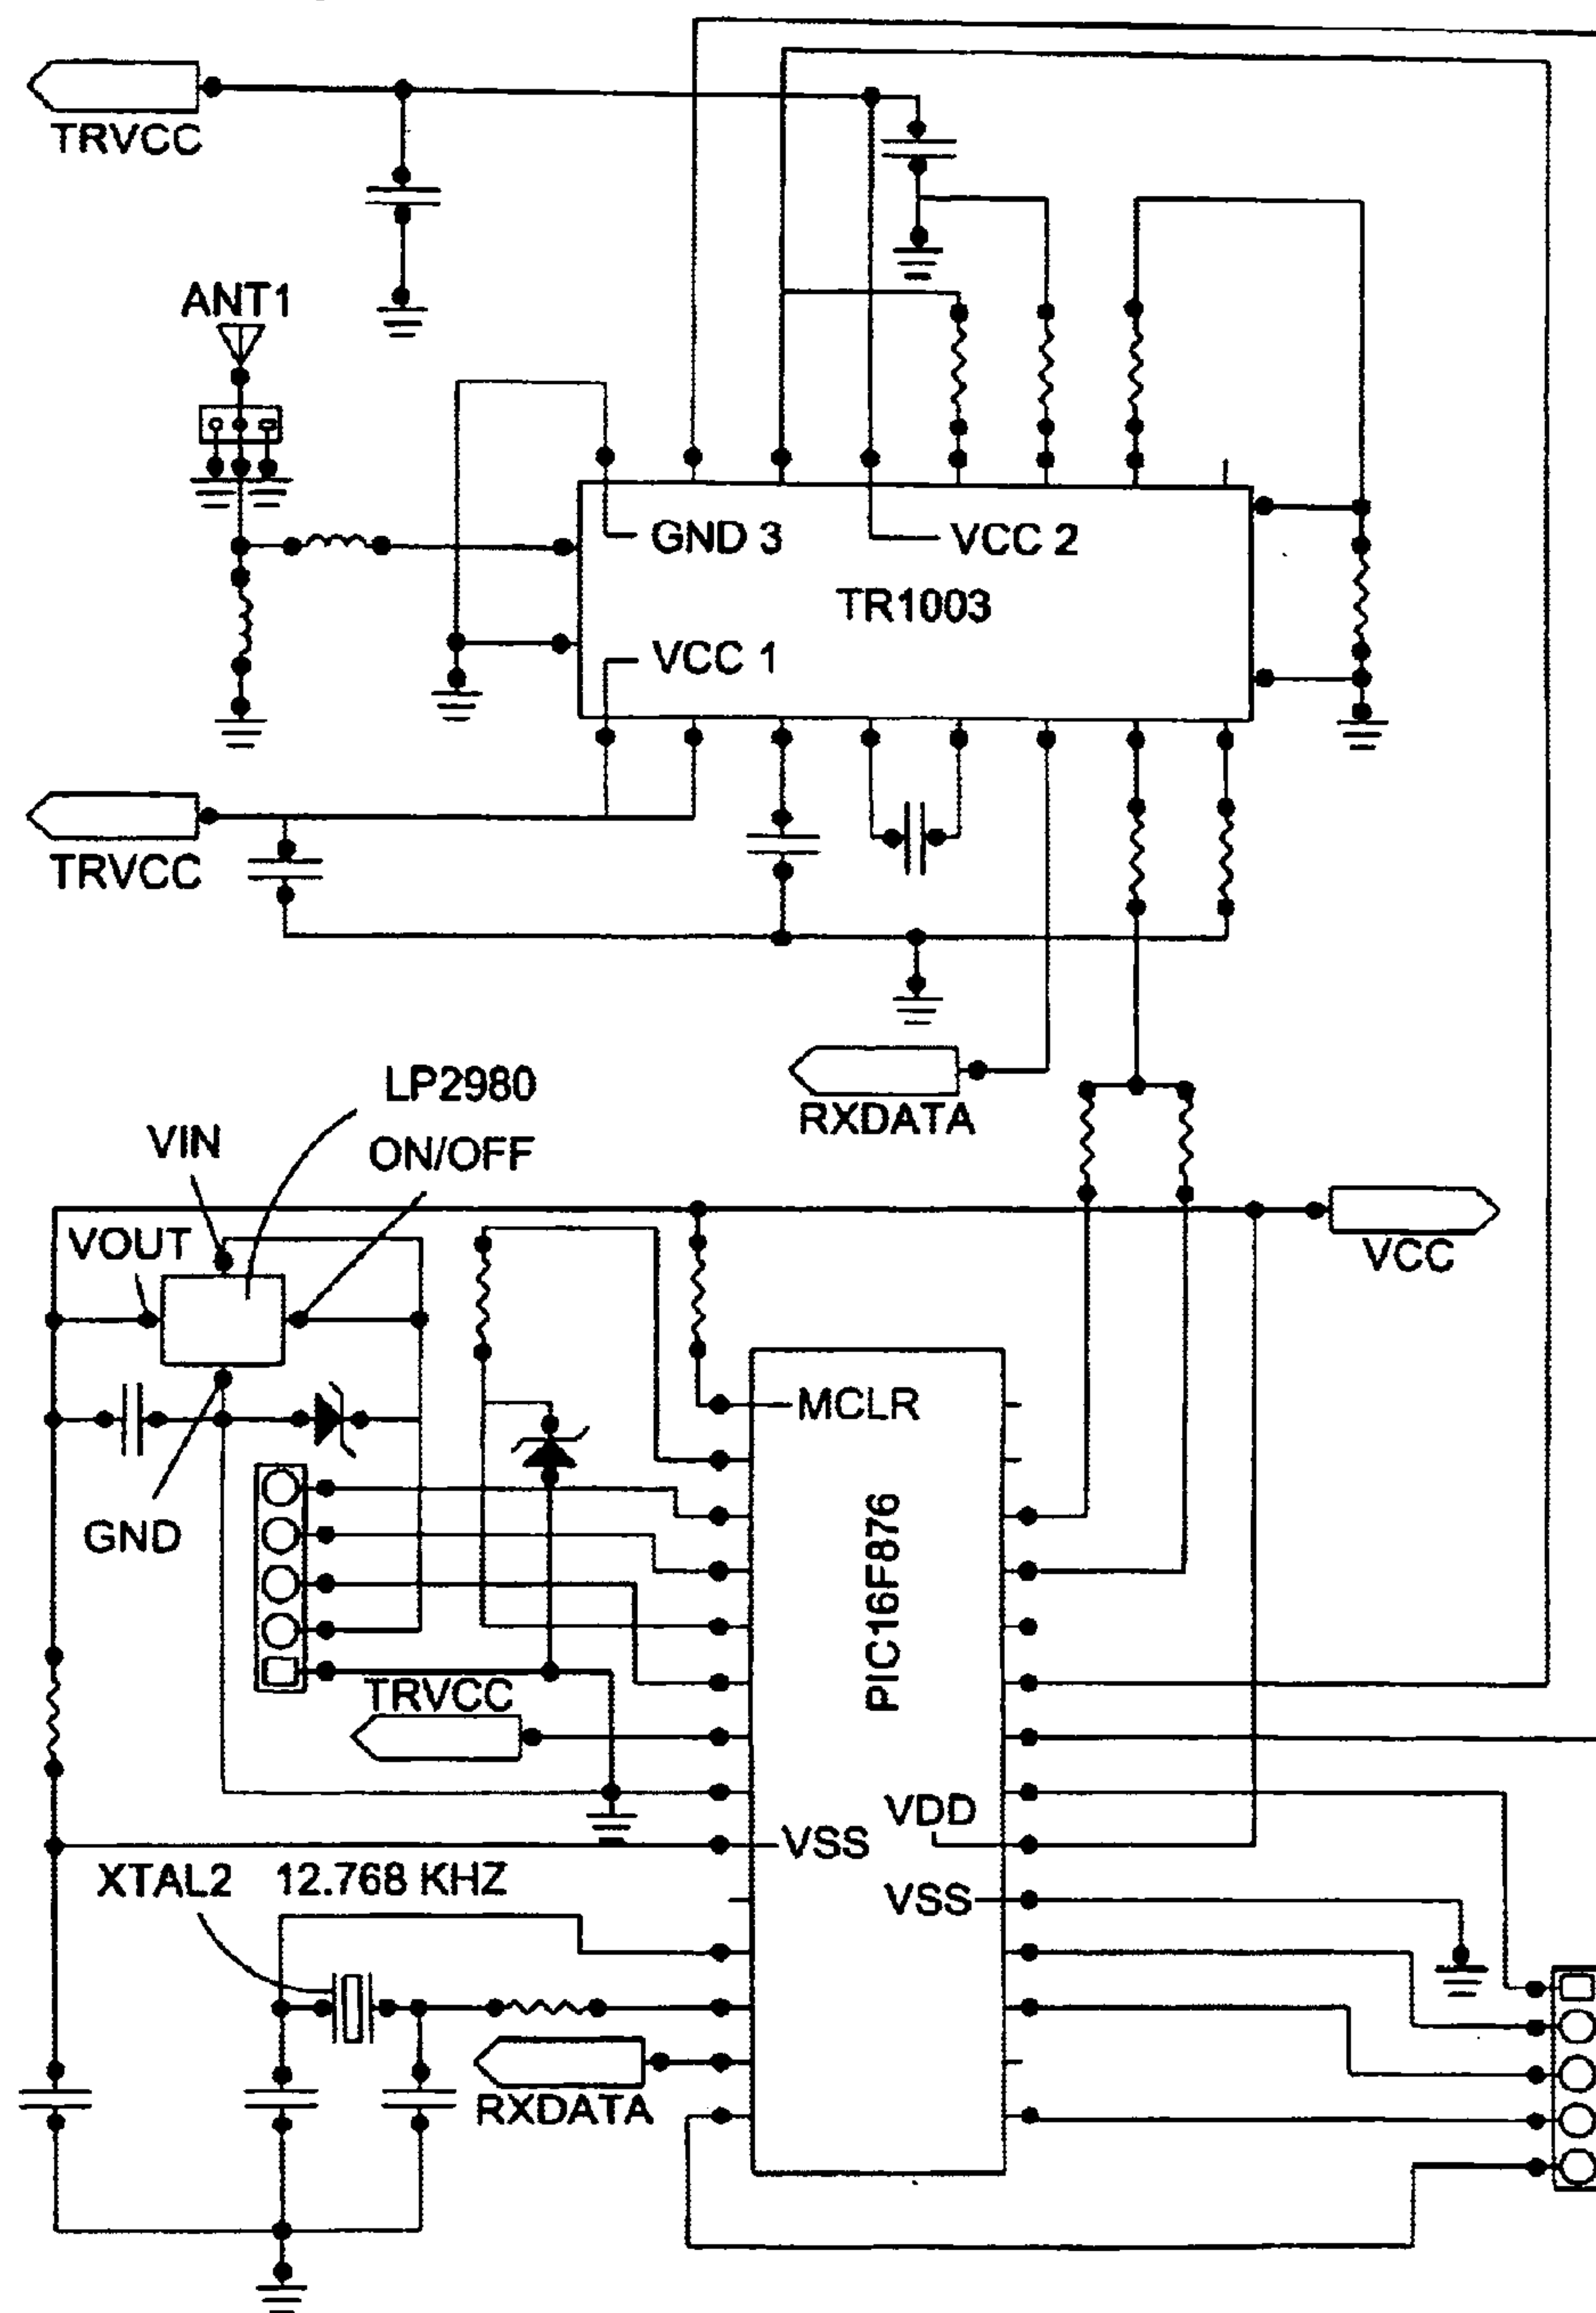 TRVCC
ANT1
GND 3
VCC 2
TR1003
VCC 1
TRVCC
RXDATA
LP2980
VIN
ON/OFF
VOUT
VCC
MCLR
PIC16F876
GND
TRVCC
VDD
VSS
XTAL2 12.768 KHZ
VSS
RXDATA